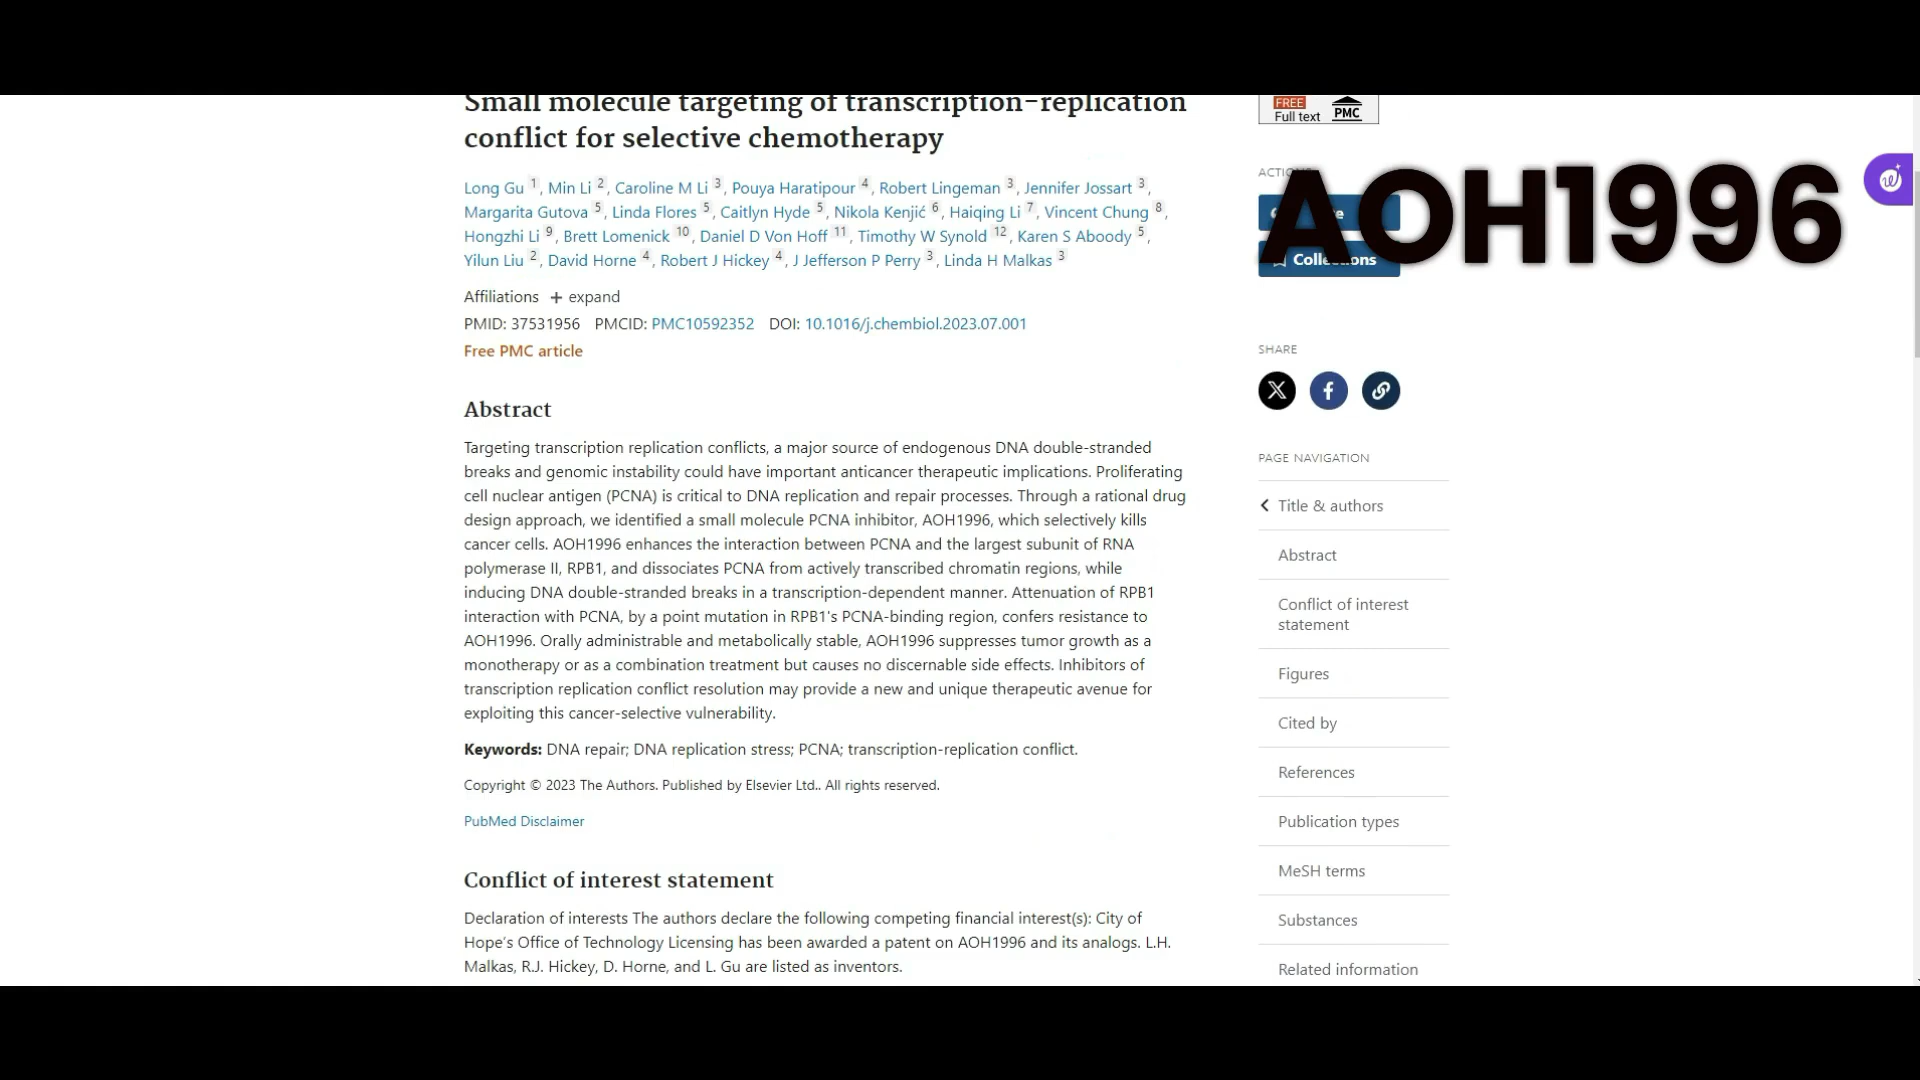 Small molecule targeting of transcription-replication
conflict for selective chemotherapy
Long Gu 1, Min Li 2, Caroline M Li 3, Pouya Haratipour 4, Robert Lingeman 3, Jennifer Jossart 3,
Margarita Gutova 5, Linda Flores 5, Caitlyn Hyde 5, Nikola Kenjić 6, Haiqing Li 7, Vincent Chung 8,
Hongzhi Li 9, Brett Lomenick 10, Daniel D Von Hoff 11, Timothy W Synold 12, Karen S Aboody 5,
Yilun Liu 2, David Horne 4, Robert J Hickey 4, J Jefferson P Perry 3, Linda H Malkas 3
Affiliations + expand
PMID: 37531956 PMCID: PMC10592352 DOI: 10.1016/j.chembiol.2023.07.001
Free PMC article
Abstract
Targeting transcription replication conflicts, a major source of endogenous DNA double-stranded
breaks and genomic instability could have important anticancer therapeutic implications. Proliferating
cell nuclear antigen (PCNA) is critical to DNA replication and repair processes. Through a rational drug
design approach, we identified a small molecule PCNA inhibitor, AOH1996, which selectively kills
cancer cells. AOH1996 enhances the interaction between PCNA and the largest subunit of RNA
polymerase II, RPB1, and dissociates PCNA from actively transcribed chromatin regions, while
inducing DNA double-stranded breaks in a transcription-dependent manner. Attenuation of RPB1
interaction with PCNA, by a point mutation in RPB1's PCNA-binding region, confers resistance to
AOH1996. Orally administrable and metabolically stable, AOH1996 suppresses tumor growth as a
monotherapy or as a combination treatment but causes no discernable side effects. Inhibitors of
transcription replication conflict resolution may provide a new and unique therapeutic avenue for
exploiting this cancer-selective vulnerability.
Keywords: DNA repair; DNA replication stress; PCNA; transcription-replication conflict.
Copyright © 2023 The Authors. Published by Elsevier Ltd.. All rights reserved.
PubMed Disclaimer
Conflict of interest statement
Declaration of interests The authors declare the following competing financial interest(s): City of
Hope's Office of Technology Licensing has been awarded a patent on AOH1996 and its analogs. L.H.
Malkas, R.J. Hickey, D. Horne, and L. Gu are listed as inventors.
FREE
Full text PMC
AOH1996
Collections
SHARE
PAGE NAVIGATION
Title & authors
Abstract
Conflict of interest
statement
Figures
Cited by
References
Publication types
MeSH terms
Substances
Related information